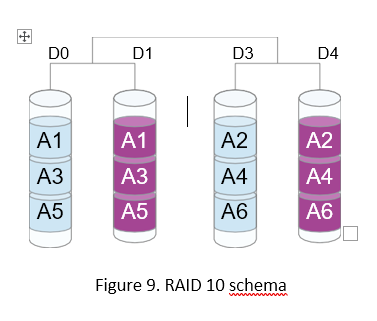 D0 D1 D3 D4
A1 A1 A2 A2
A3 A3 A4 A4
A5 A5 A6 A6
Figure 9. RAID 10 schema